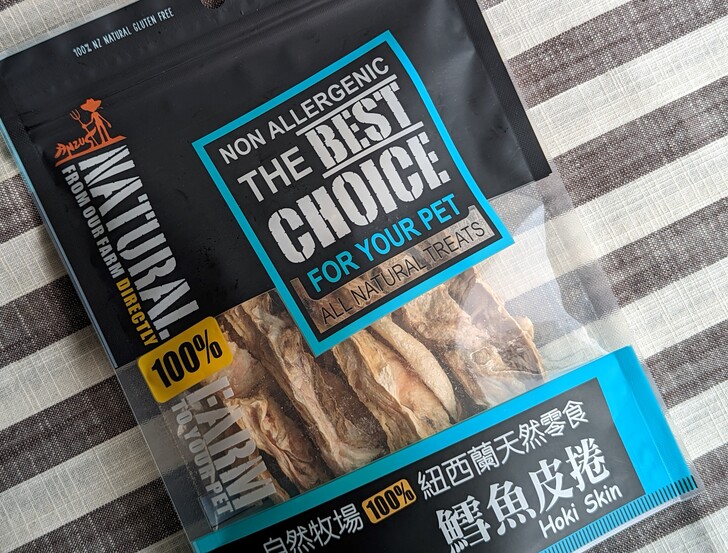 100% NZ NATURAL GLUTEN FREE
NZUS
NATURAL
FROM OUR FARM DIRECTLY
NON ALLERGENIC
THE BEST
CHOICE
FOR YOUR PET
ALL NATURAL TREATS
100%
FARM
TO YOUR PET
自然牧場 100% 紐西蘭天然零食
鱈魚皮捲
Hoki Skin